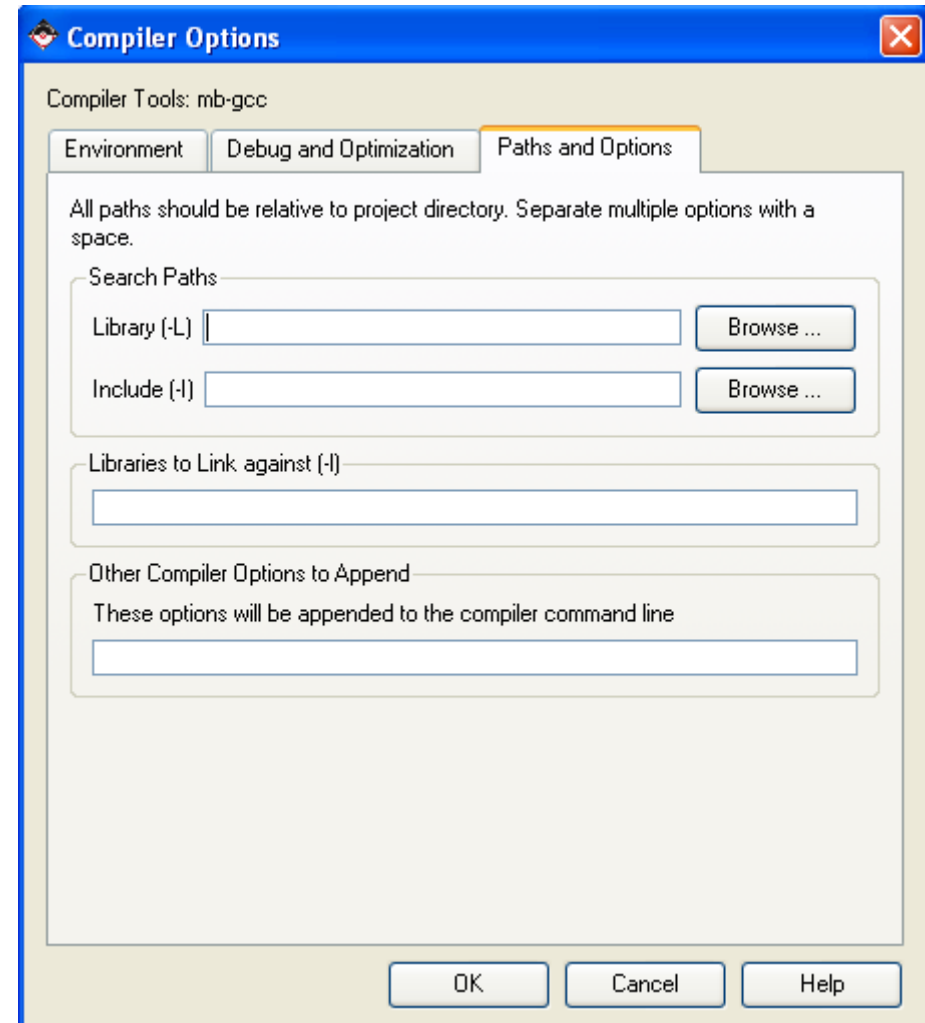 Compiler Options
Compiler Tools: mb-gcc
Environment Debug and Optimization Paths and Options
All paths should be relative to project directory. Separate multiple options with a
space.
Search Paths
Library (-L) Browse ...
Include (-I) Browse ...
Libraries to Link against (-l)
Other Compiler Options to Append
These options will be appended to the compiler command line
OK Cancel Help